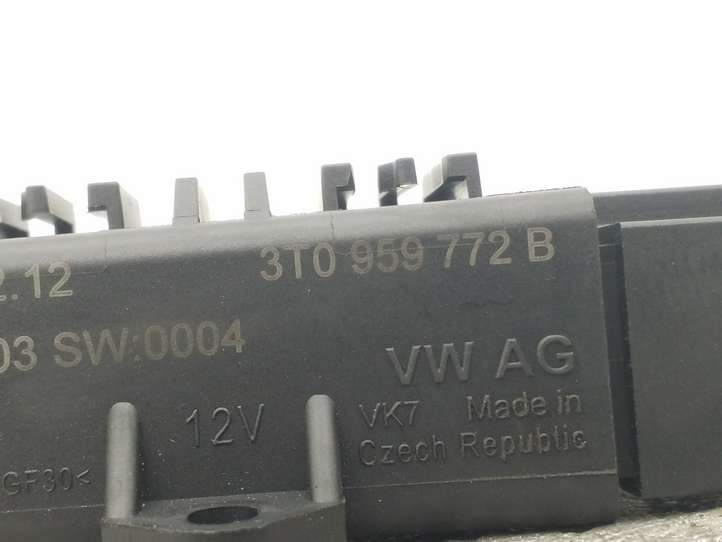 2.12 3T0 959 772 B
03 SW:0004
VW AG
12V VK7 Made in
Czech Republic
GF30<